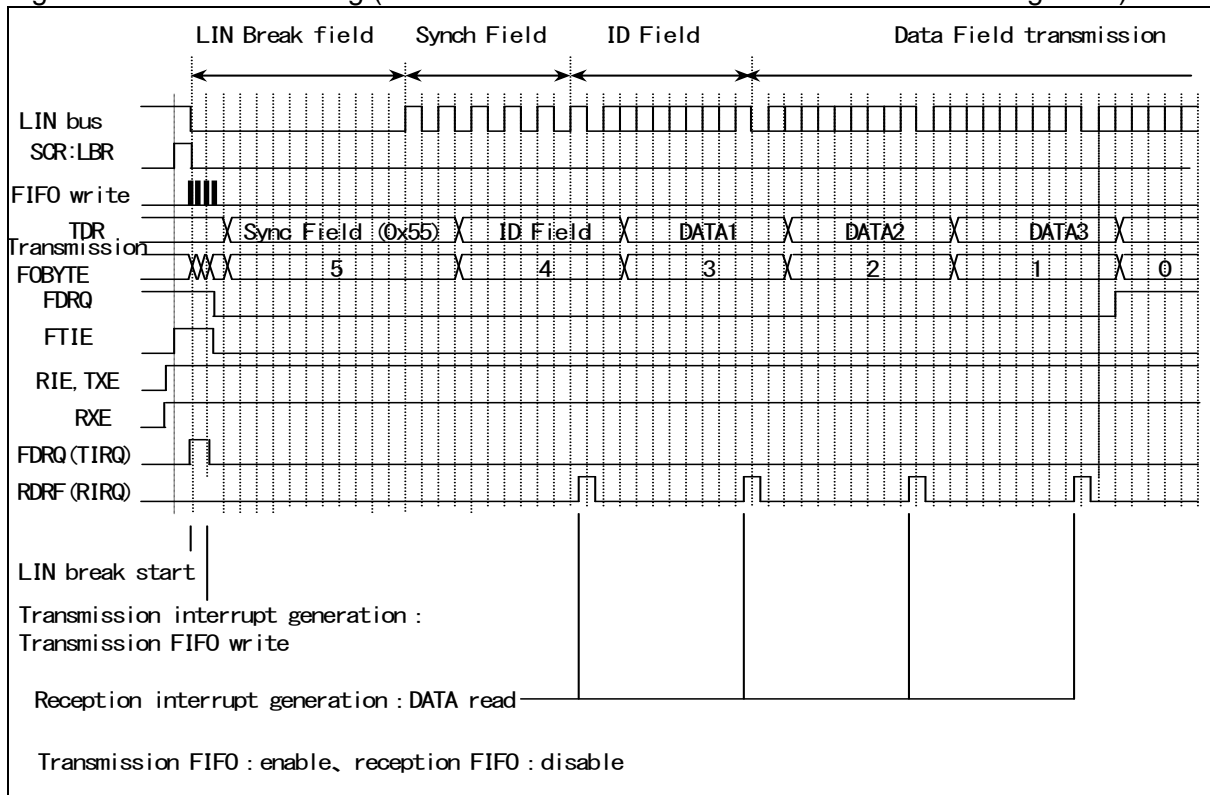 LIN Break field Synch Field ID Field Data Field transmission
LIN bus
SCR:LBR
FIFO write
TDR Sync Field (0x55) ID Field DATA1 DATA2 DATA3
Transmission
FOBYTE 5 4 3 2 1 0
FDRQ
FTIE
RIE, TXE
RXE
FDRQ(TIRQ)
RDRF(RIRQ)
LIN break start
Transmission interrupt generation :
Transmission FIFO write
Reception interrupt generation : DATA read
Transmission FIFO : enable、reception FIFO : disable